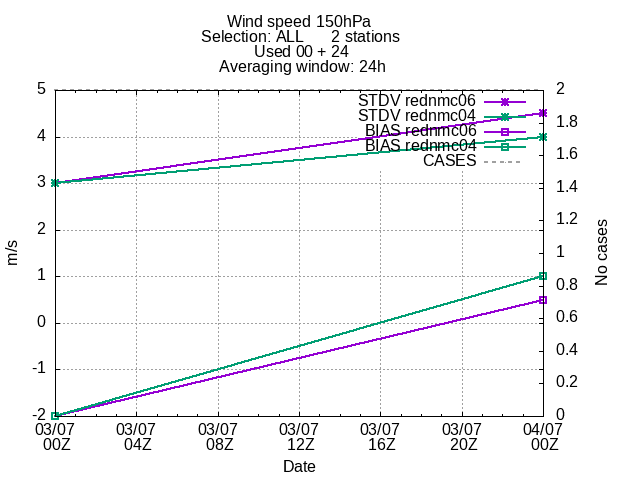 Wind speed 150hPa
Selection: ALL 2 stations
Used 00 + 24
Averaging window: 24h
STDV rednmc06
STDV rednmc04
BIAS rednmc06
BIAS rednmc04
CASES
5
4
3
2
1
0
-1
-2
m/s
2
1.8
1.6
1.4
1.2
1
0.8
0.6
0.4
0.2
0
No cases
03/07 03/07 03/07 03/07 03/07 03/07 04/07
00Z 04Z 08Z 12Z 16Z 20Z 00Z
Date